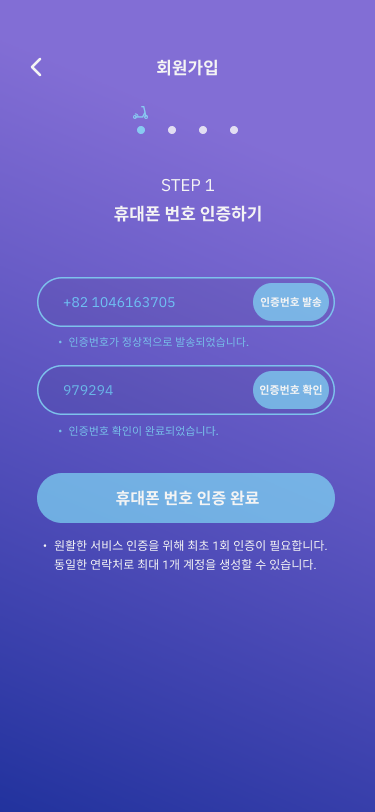 회원가입
STEP 1
휴대폰 번호 인증하기
+82 1046163705
인증번호 발송
• 인증번호가 정상적으로 발송되었습니다.
979294
인증번호 확인
• 인증번호 확인이 완료되었습니다.
휴대폰 번호 인증 완료
• 원활한 서비스 인증을 위해 최초 1회 인증이 필요합니다.
동일한 연락처로 최대 1개 계정을 생성할 수 있습니다.